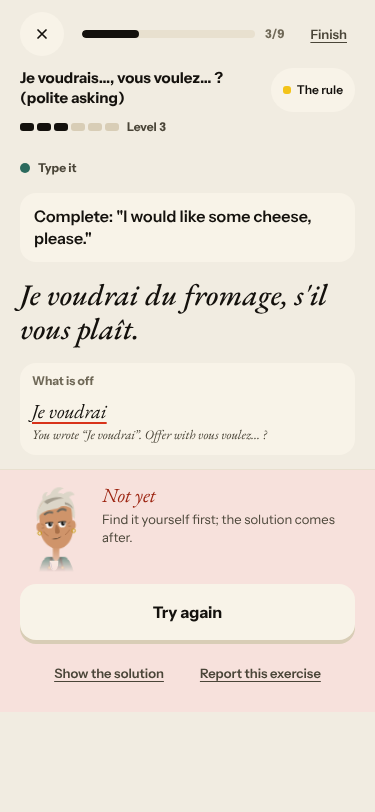 3/9
Finish
Je voudrais..., vous voulez... ?
(polite asking)
The rule
Level 3
Type it
Complete: "I would like some cheese,
please."
Je voudrai du fromage, s'il
vous plaît.
What is off
Je voudrai
You wrote “Je voudrai”. Offer with vous voulez... ?
Not yet
Find it yourself first; the solution comes
after.
Try again
Show the solution
Report this exercise